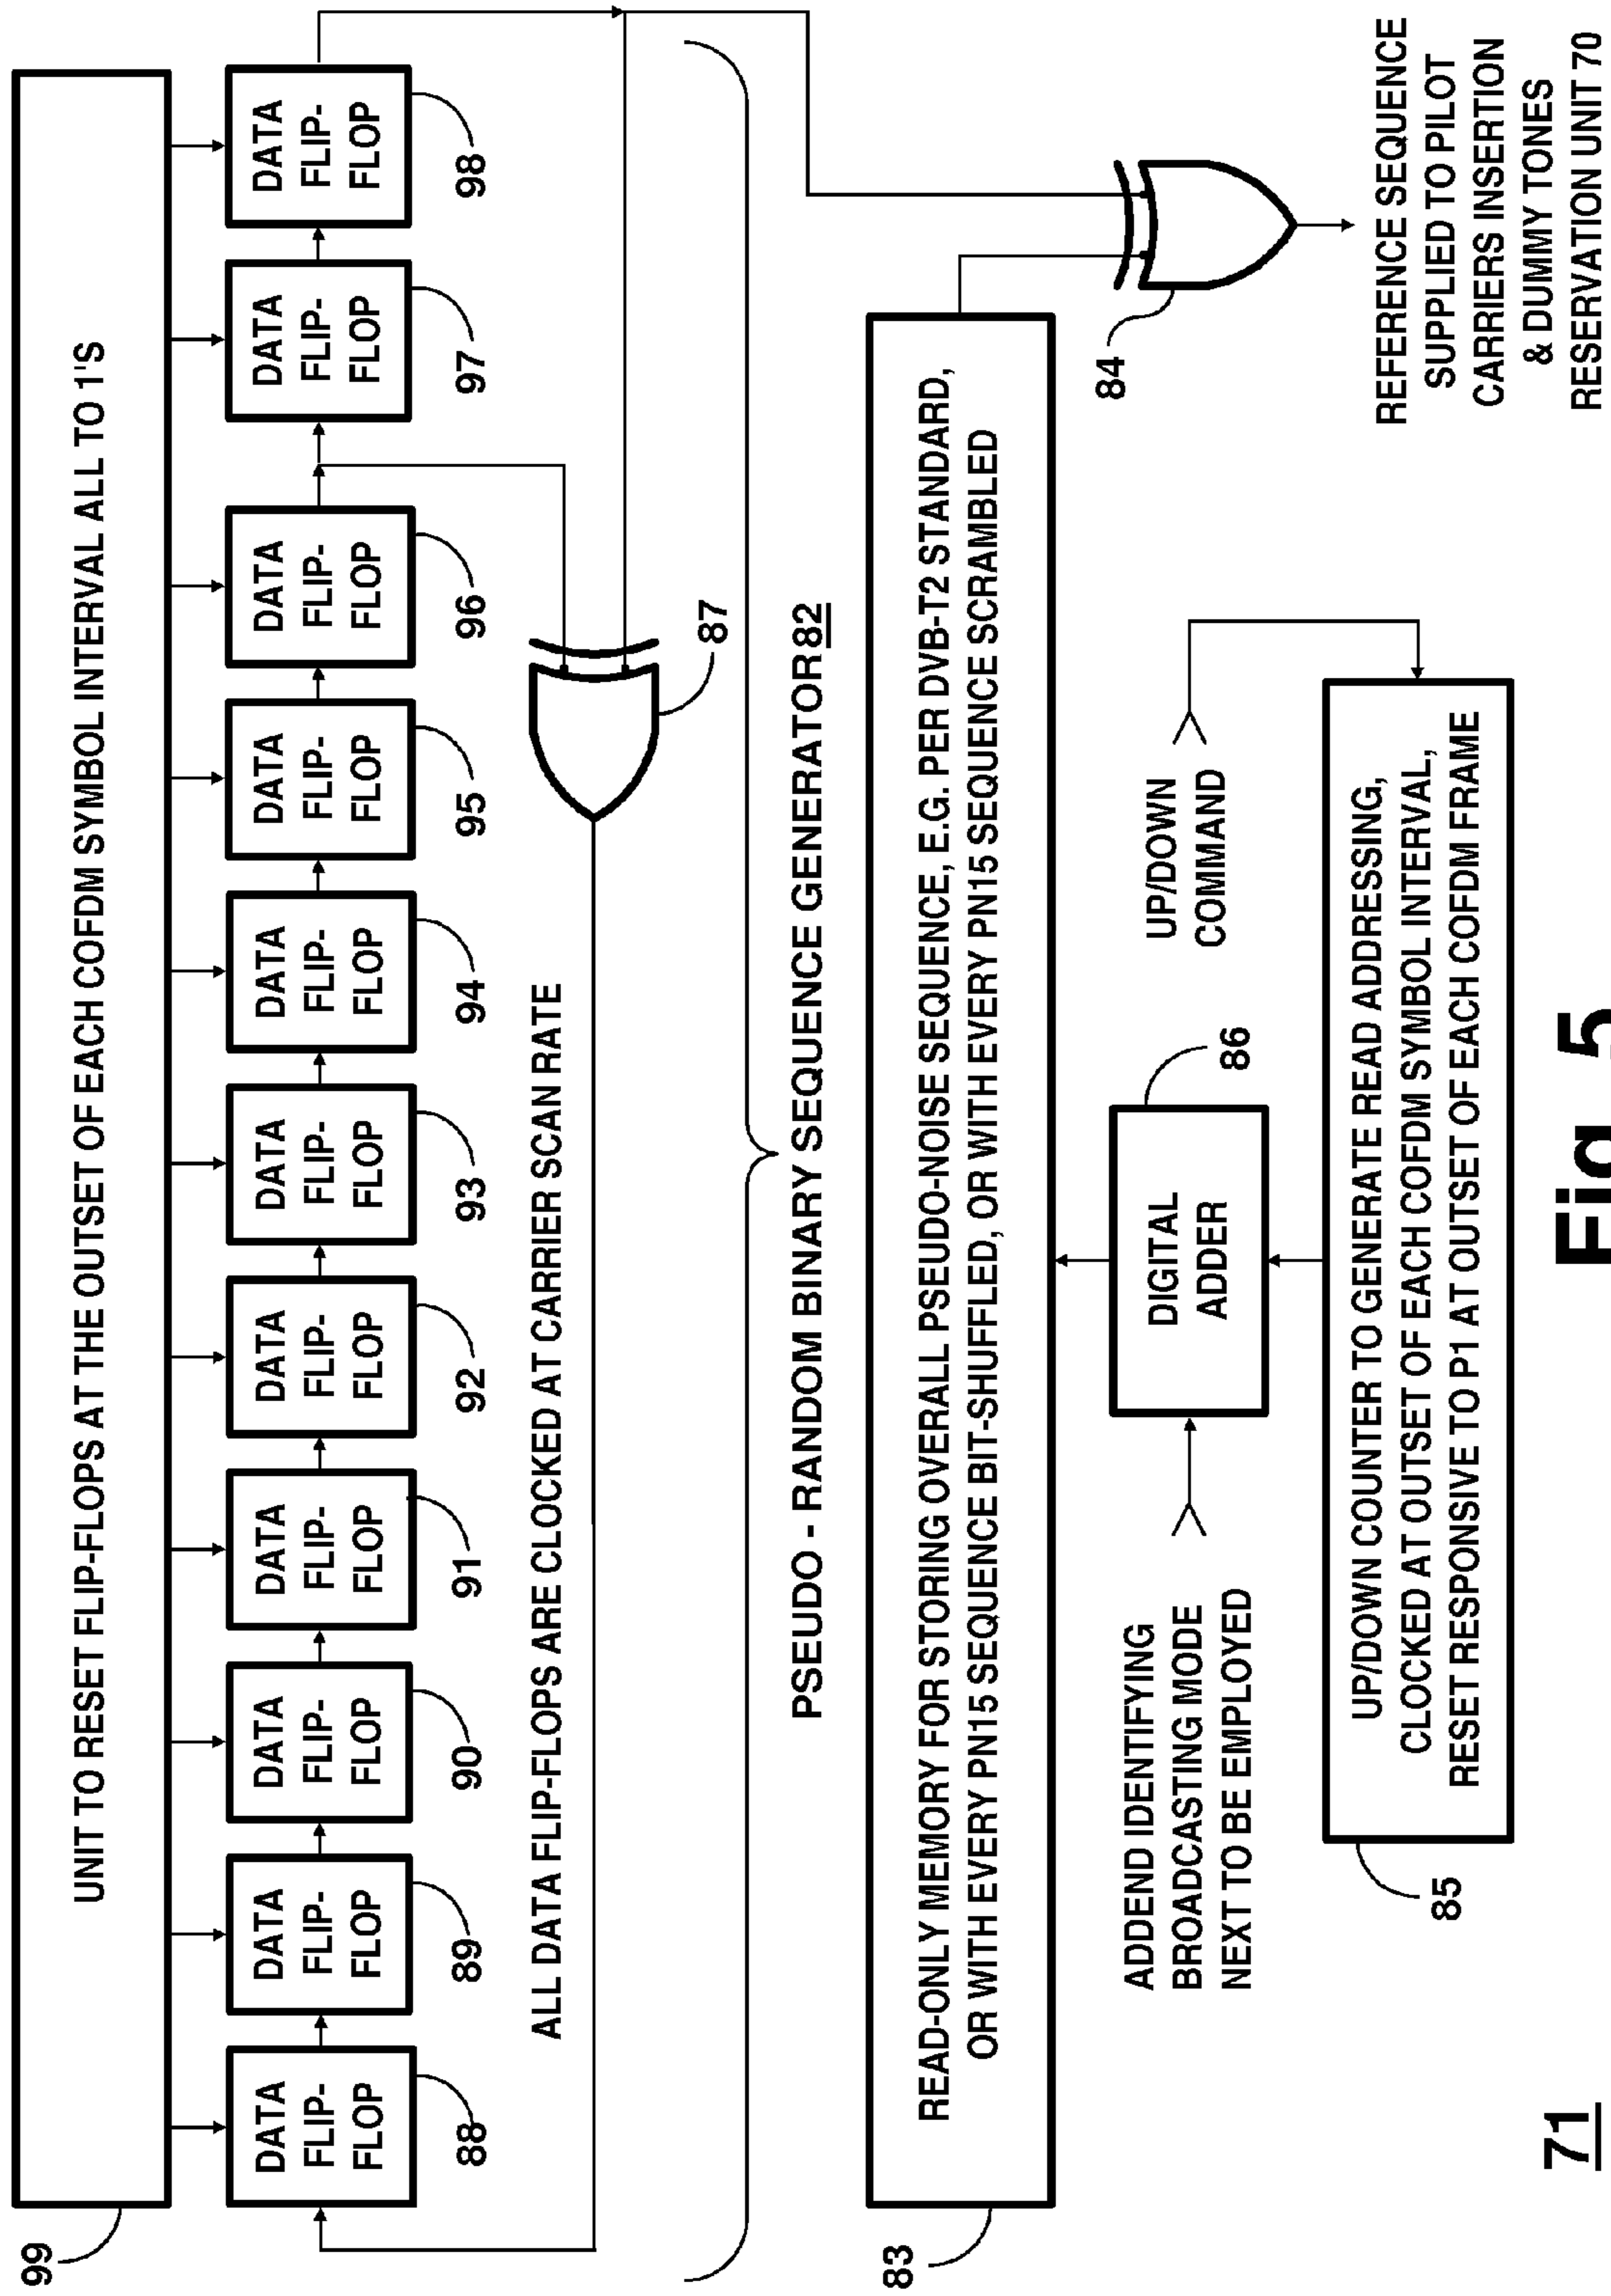 99
UNIT TO RESET FLIP-FLOPS AT THE OUTSET OF EACH COFDM SYMBOL INTERVAL ALL TO 1'S
DATA
FLIP-
FLOP
88
DATA
FLIP-
FLOP
89
DATA
FLIP-
FLOP
90
DATA
FLIP-
FLOP
91
DATA
FLIP-
FLOP
92
DATA
FLIP-
FLOP
93
DATA
FLIP-
FLOP
94
DATA
FLIP-
FLOP
95
DATA
FLIP-
FLOP
96
DATA
FLIP-
FLOP
97
DATA
FLIP-
FLOP
98
ALL DATA FLIP-FLOPS ARE CLOCKED AT CARRIER SCAN RATE
87
PSEUDO - RANDOM BINARY SEQUENCE GENERATOR 82
83
READ-ONLY MEMORY FOR STORING OVERALL PSEUDO-NOISE SEQUENCE, E.G. PER DVB-T2 STANDARD,
OR WITH EVERY PN15 SEQUENCE BIT-SHUFFLED, OR WITH EVERY PN15 SEQUENCE SCRAMBLED
84
ADDEND IDENTIFYING
BROADCASTING MODE
NEXT TO BE EMPLOYED
DIGITAL
ADDER
86
UP/DOWN
COMMAND
85
UP/DOWN COUNTER TO GENERATE READ ADDRESSING,
CLOCKED AT OUTSET OF EACH COFDM SYMBOL INTERVAL,
RESET RESPONSIVE TO P1 AT OUTSET OF EACH COFDM FRAME
REFERENCE SEQUENCE
SUPPLIED TO PILOT
CARRIERS INSERTION
& DUMMY TONES
RESERVATION UNIT 70
71
Fig. 5